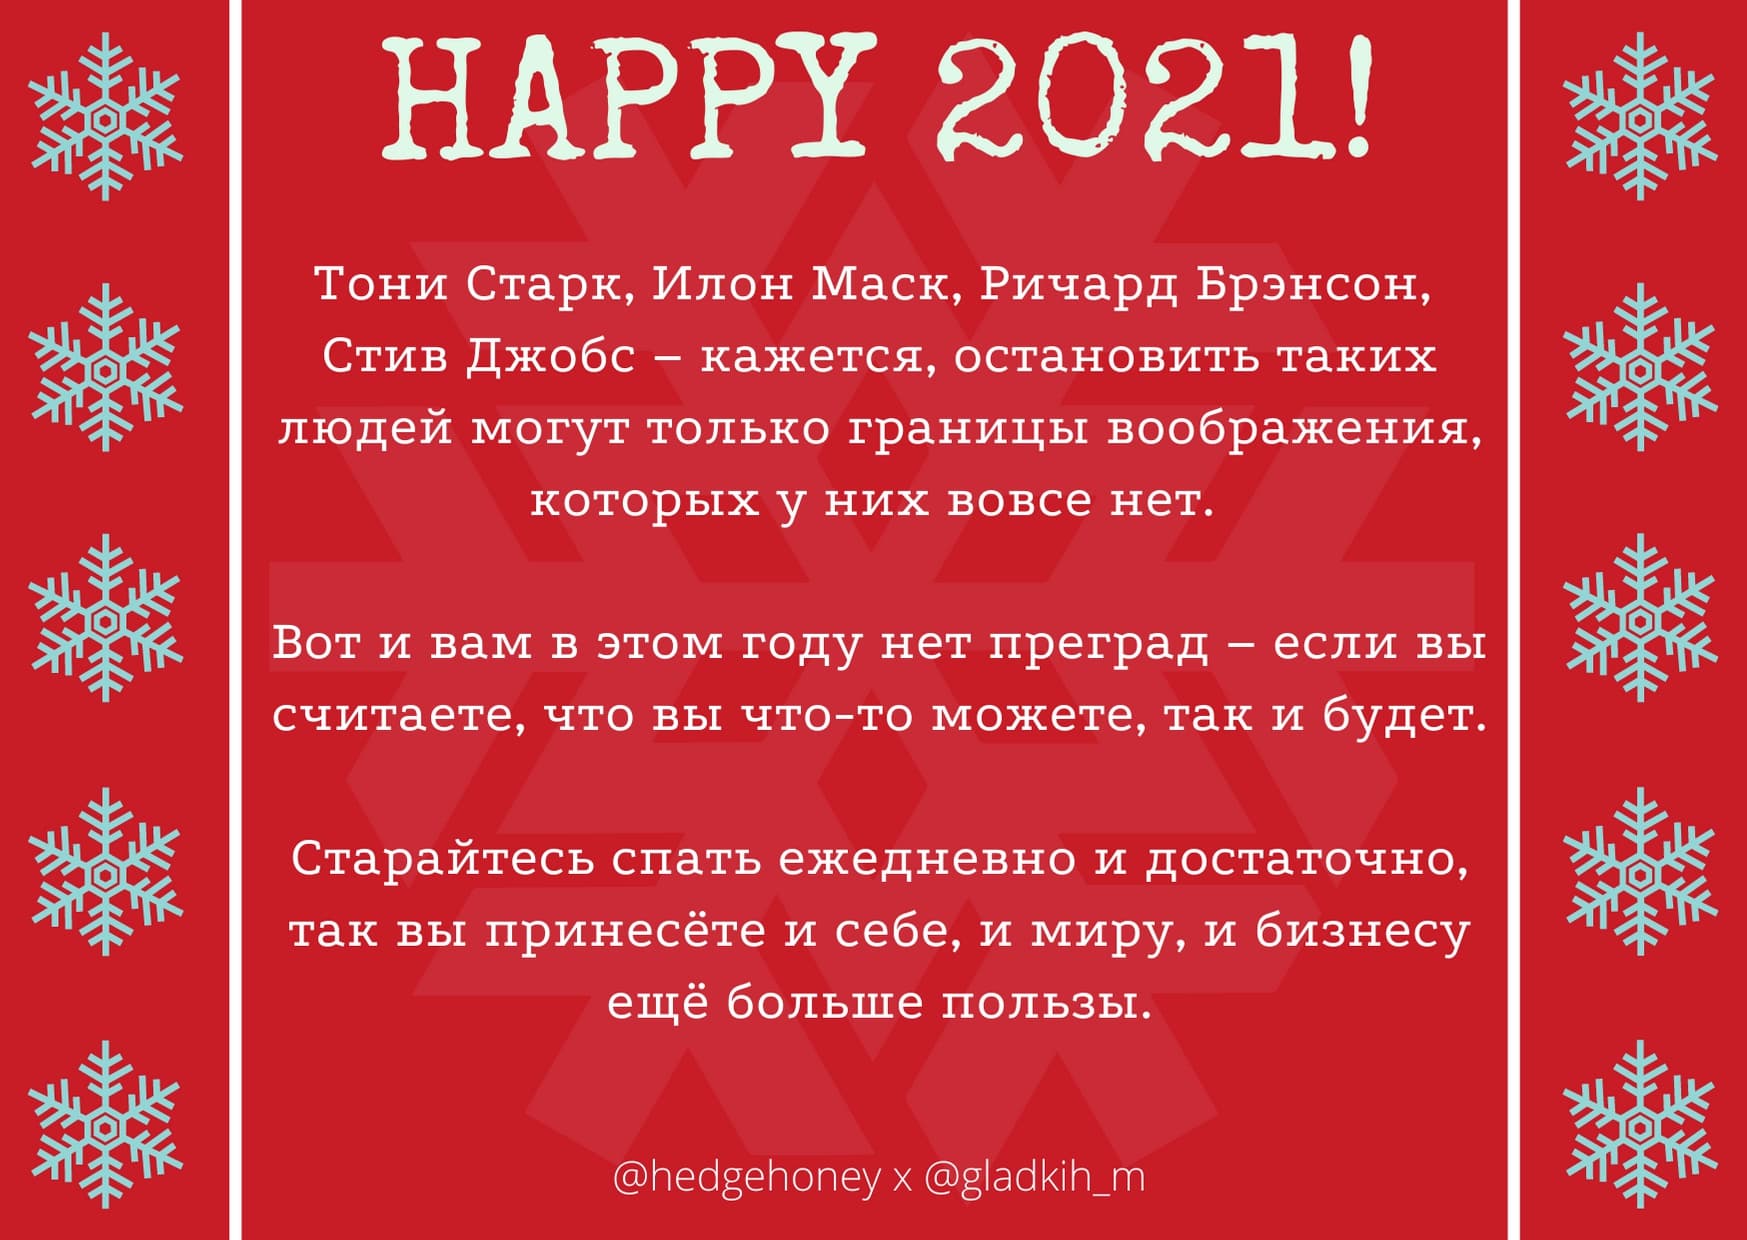 HAPPY 2021!
Тони Старк, Илон Маск, Ричард Брэнсон,
Стив Джобс – кажется, остановить таких
людей могут только границы воображения,
которых у них вовсе нет.
Вот и вам в этом году нет преград – если вы
считаете, что вы что-то можете, так и будет.
Старайтесь спать ежедневно и достаточно,
так вы принесёте и себе, и миру, и бизнесу
ещё больше пользы.
@hedgehoney x @gladkih_m